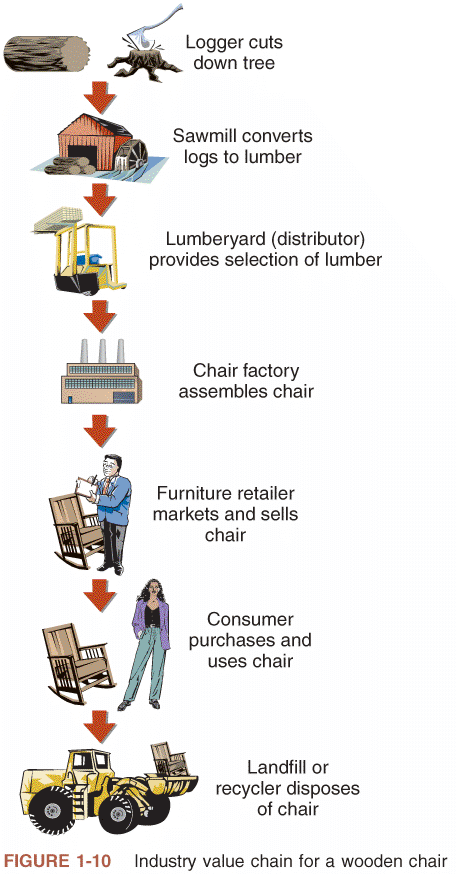 Logger cuts
down tree
Sawmill converts
logs to lumber
Lumberyard (distributor)
provides selection of lumber
Chair factory
assembles chair
Furniture retailer
markets and sells
chair
Consumer
purchases and
uses chair
Landfill or
recycler disposes
of chair
FIGURE 1-10 Industry value chain for a wooden chair